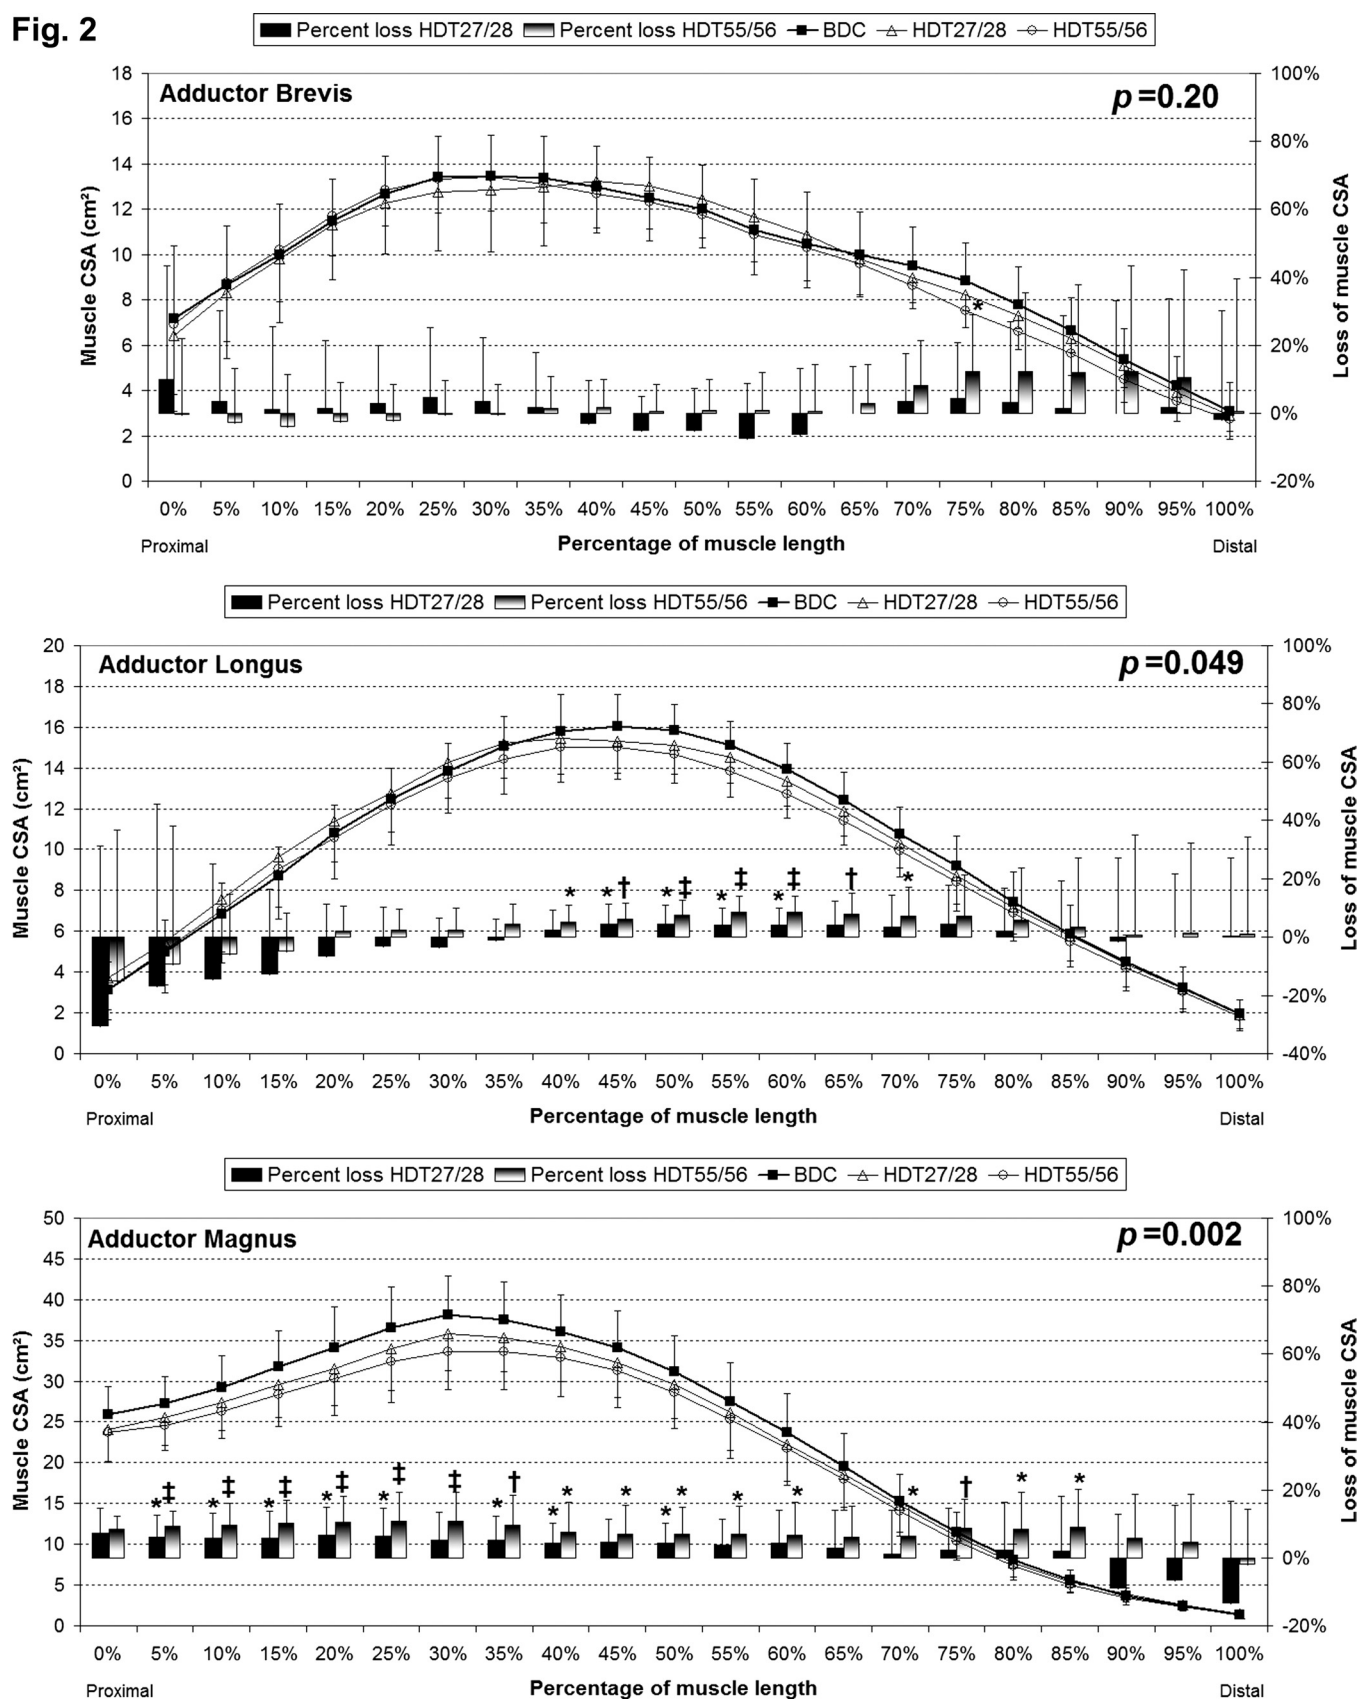 Fig. 2
Percent loss HDT27/28 Percent loss HDT55/56 BDC HDT27/28 HDT55/56
Adductor Brevis
p=0.20
Muscle CSA (cm²)
18
16
14
12
10
8
6
4
2
0
100%
80%
60%
40%
20%
0%
-20%
Loss of muscle CSA
*
0% 5% 10% 15% 20% 25% 30% 35% 40% 45% 50% 55% 60% 65% 70% 75% 80% 85% 90% 95% 100%
Proximal Percentage of muscle length Distal
Percent loss HDT27/28 Percent loss HDT55/56 BDC HDT27/28 HDT55/56
Adductor Longus
p=0.049
Muscle CSA (cm²)
20
18
16
14
12
10
8
6
4
2
0
100%
80%
60%
40%
20%
0%
-20%
-40%
Loss of muscle CSA
* * † * ‡ * ‡ * ‡ † *
0% 5% 10% 15% 20% 25% 30% 35% 40% 45% 50% 55% 60% 65% 70% 75% 80% 85% 90% 95% 100%
Proximal Percentage of muscle length Distal
Percent loss HDT27/28 Percent loss HDT55/56 BDC HDT27/28 HDT55/56
Adductor Magnus
p=0.002
Muscle CSA (cm²)
50
45
40
35
30
25
20
15
10
5
0
100%
80%
60%
40%
20%
0%
-20%
Loss of muscle CSA
* ‡ * ‡ * ‡ * ‡ * ‡ ‡ * † * * * * * * * * † * *
0% 5% 10% 15% 20% 25% 30% 35% 40% 45% 50% 55% 60% 65% 70% 75% 80% 85% 90% 95% 100%
Proximal Percentage of muscle length Distal